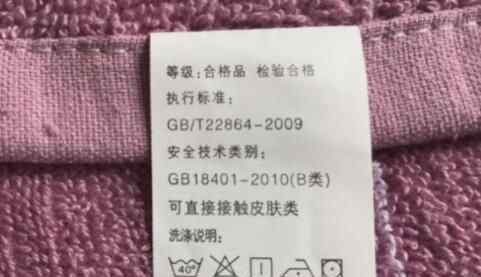 等级:合格品 检验合格
执行标准:
GB/T22864-2009
安全技术类别:
GB18401-2010(B类)
可直接接触皮肤类
洗涤说明:
40°